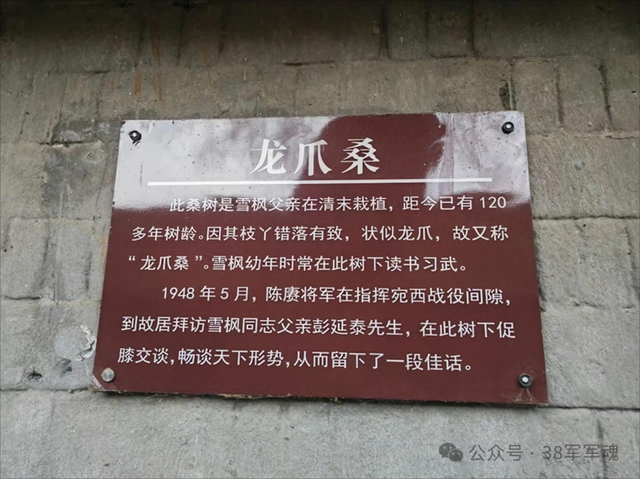 龙爪桑
此桑树是雪枫父亲在清末栽植，距今已有120
多年树龄。因其枝丫错落有致，状似龙爪，故又称
“龙爪桑”。雪枫幼年时常在此树下读书习武。
1948年5月，陈赓将军在指挥宛西战役间隙，
到故居拜访雪枫同志父亲彭延泰先生，在此树下促
膝交谈，畅谈天下形势，从而留下了一段佳话。
公众号·38军军魂